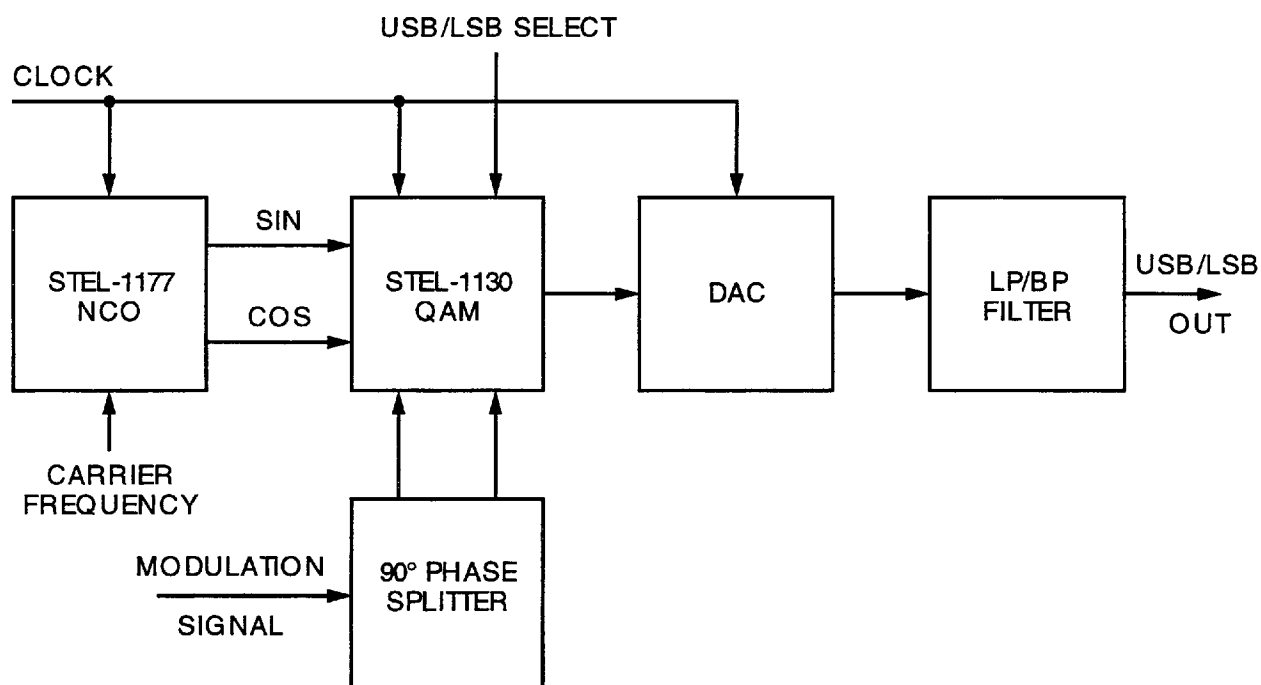 USB/LSB SELECT
CLOCK
SIN
COS
STEL-1177
NCO
STEL-1130
QAM
DAC
LP/BP
FILTER
USB/LSB
OUT
CARRIER
FREQUENCY
MODULATION
SIGNAL
90° PHASE
SPLITTER